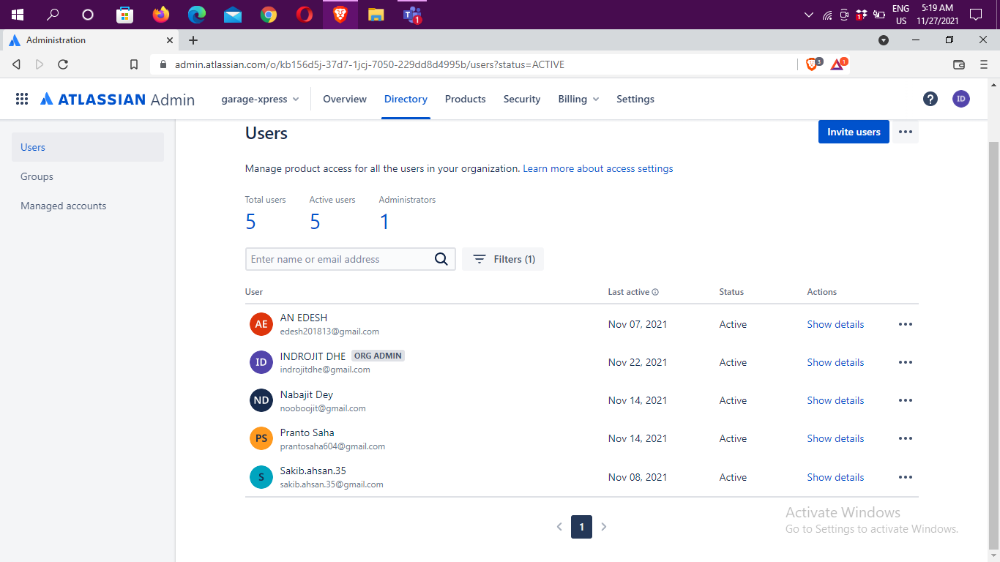 ENG 5:19 AM
US 11/27/2021
1
Administration
admin.atlassian.com/o/kb156d5j-37d7-1jcj-7050-229dd8d4995b/users?status=ACTIVE
3
1
ATLASSIAN Admin garage-xpress Overview Directory Products Security Billing Settings ? ID
Users
Groups
Managed accounts
Users Invite users
Manage product access for all the users in your organization. Learn more about access settings
Total users Active users Administrators
5 5 1
Enter name or email address Filters (1)
User Last active Status Actions
AE AN EDESH
edesh201813@gmail.com Nov 07, 2021 Active Show details
ID INDROJIT DHE ORG ADMIN
indrojitdhe@gmail.com Nov 22, 2021 Active Show details
ND Nabajit Dey
nooboojit@gmail.com Nov 14, 2021 Active Show details
PS Pranto Saha
prantosaha604@gmail.com Nov 14, 2021 Active Show details
S Sakib.ahsan.35
sakib.ahsan.35@gmail.com Nov 08, 2021 Active Show details
1
Activate Windows
Go to Settings to activate Windows.